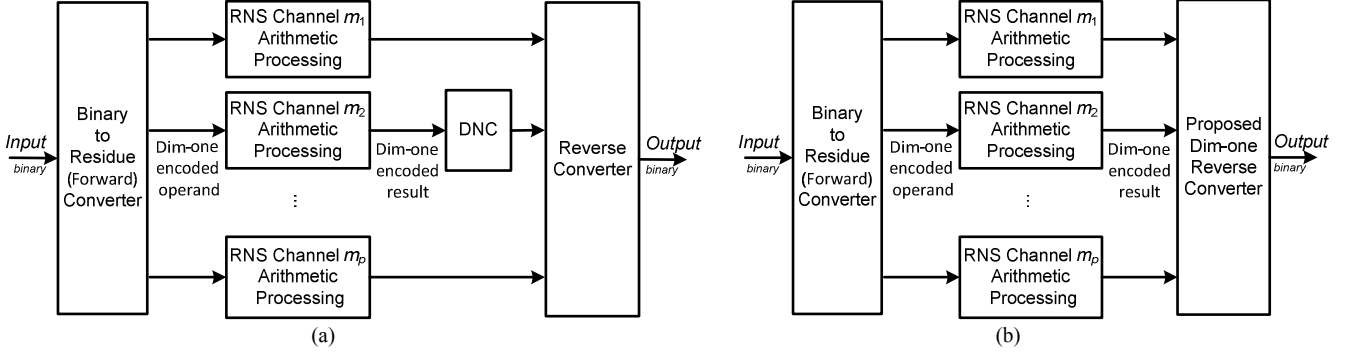 Input
binary
Binary
to
Residue
(Forward)
Converter
RNS Channel m1
Arithmetic
Processing
RNS Channel m2
Arithmetic
Processing
Dim-one
encoded
operand
Dim-one
encoded
result
DNC
⋮
RNS Channel mp
Arithmetic
Processing
Reverse
Converter
Output
binary
(a)
Input
binary
Binary
to
Residue
(Forward)
Converter
RNS Channel m1
Arithmetic
Processing
RNS Channel m2
Arithmetic
Processing
Dim-one
encoded
operand
Dim-one
encoded
result
⋮
RNS Channel mp
Arithmetic
Processing
Proposed
Dim-one
Reverse
Converter
Output
binary
(b)